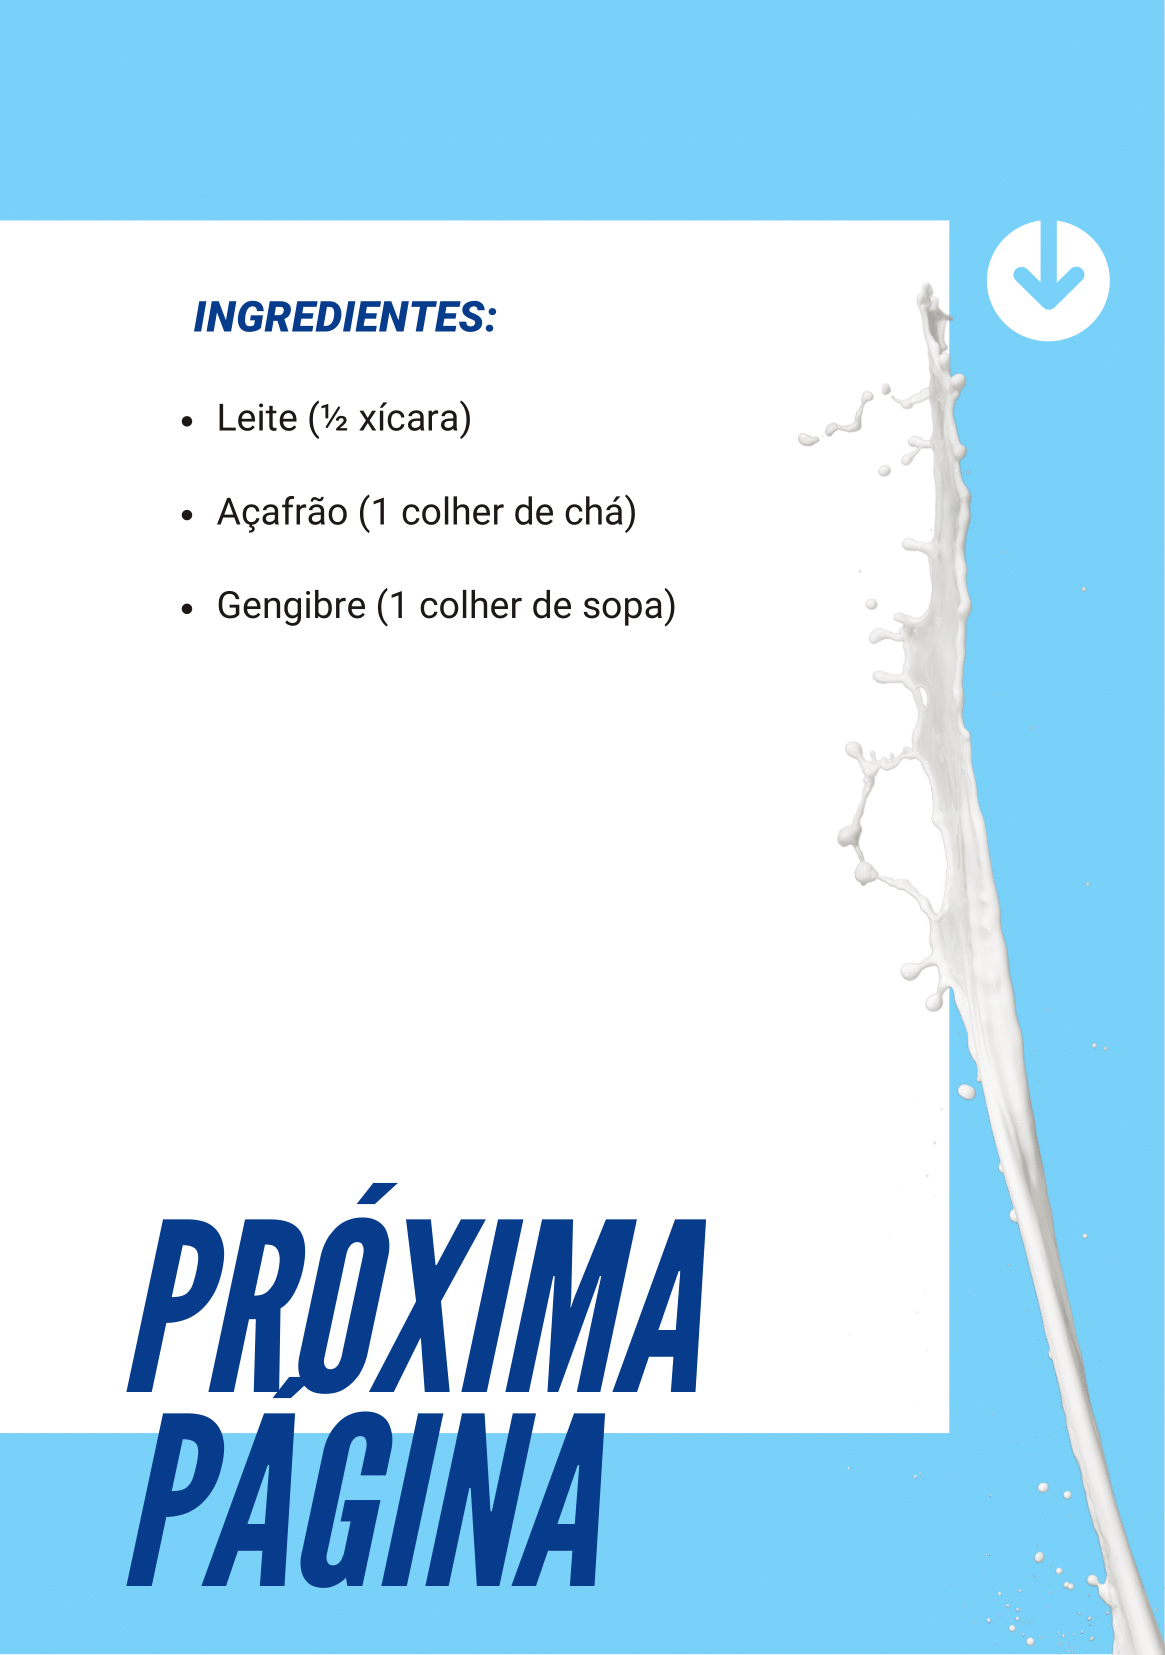 INGREDIENTES:
• Leite (½ xícara)
• Açafrão (1 colher de chá)
• Gengibre (1 colher de sopa)
PRÓXIMA
PÁGINA